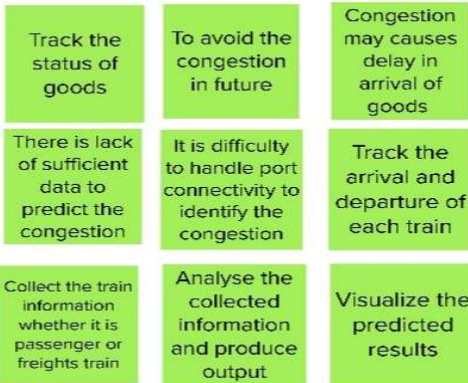 Track the
status of
goods
To avoid the
congestion
in future
Congestion
may causes
delay in
arrival of
goods
There is lack
of sufficient
data to
predict the
congestion
It is difficulty
to handle port
connectivity to
identify the
congestion
Track the
arrival and
departure of
each train
Collect the train
information
whether it is
passenger or
freights train
Analyse the
collected
information
and produce
output
Visualize the
predicted
results